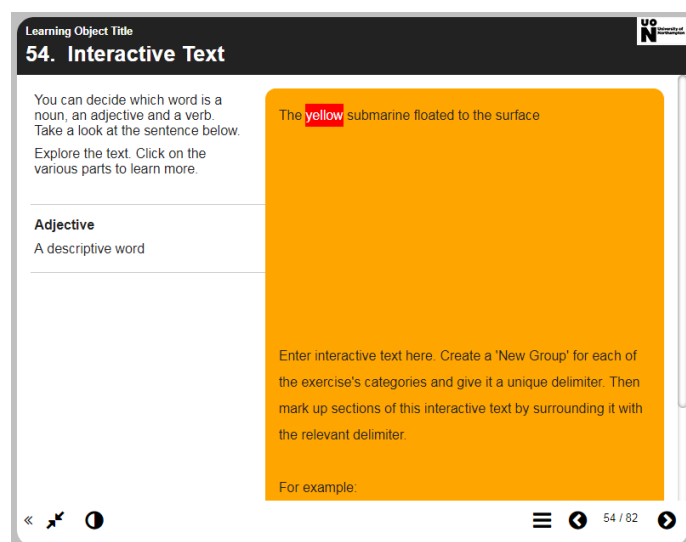 Learning Object Title
54. Interactive Text
UON
University of
Northampton
You can decide which word is a
noun, an adjective and a verb.
Take a look at the sentence below.
Explore the text. Click on the
various parts to learn more.
Adjective
A descriptive word
The yellow submarine floated to the surface
Enter interactive text here. Create a 'New Group' for each of
the exercise's categories and give it a unique delimiter. Then
mark up sections of this interactive text by surrounding it with
the relevant delimiter.
For example:
54 / 82